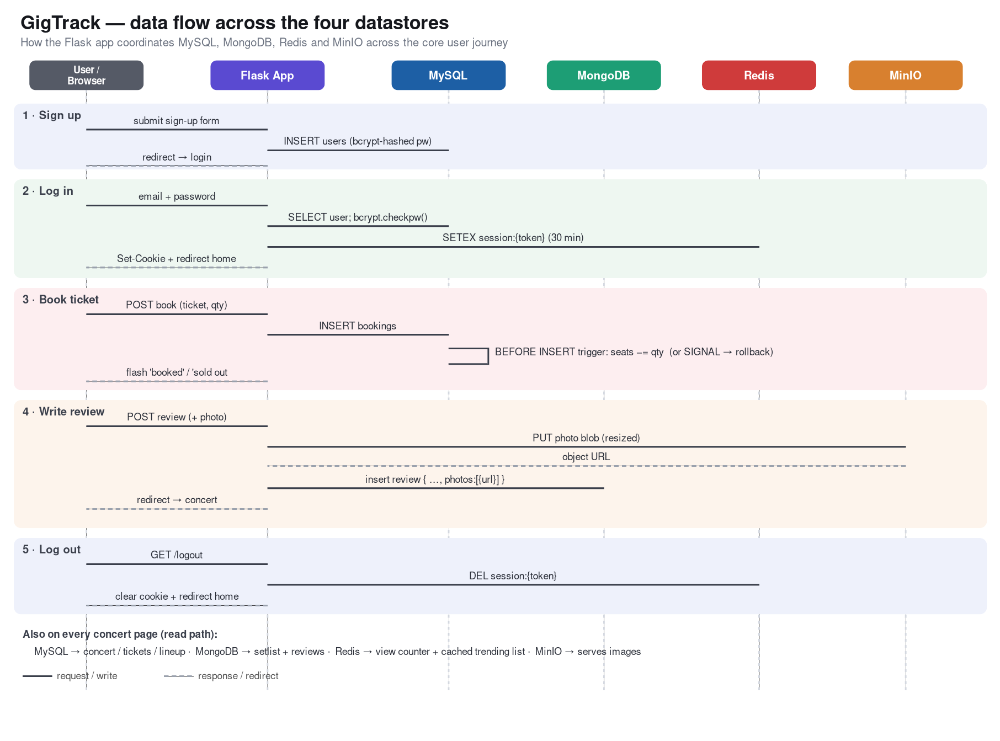 GigTrack — data flow across the four datastores
How the Flask app coordinates MySQL, MongoDB, Redis and MinIO across the core user journey
User /
Browser
Flask App
MySQL
MongoDB
Redis
MinIO
1 · Sign up
submit sign-up form
INSERT users (bcrypt-hashed pw)
redirect → login
2 · Log in
email + password
SELECT user; bcrypt.checkpw()
SETEX session:{token} (30 min)
Set-Cookie + redirect home
3 · Book ticket
POST book (ticket, qty)
INSERT bookings
BEFORE INSERT trigger: seats −= qty (or SIGNAL → rollback)
flash 'booked' / 'sold out
4 · Write review
POST review (+ photo)
PUT photo blob (resized)
object URL
insert review { …, photos:[{url}] }
redirect → concert
5 · Log out
GET /logout
DEL session:{token}
clear cookie + redirect home
Also on every concert page (read path):
MySQL → concert / tickets / lineup · MongoDB → setlist + reviews · Redis → view counter + cached trending list · MinIO → serves images
request / write
response / redirect